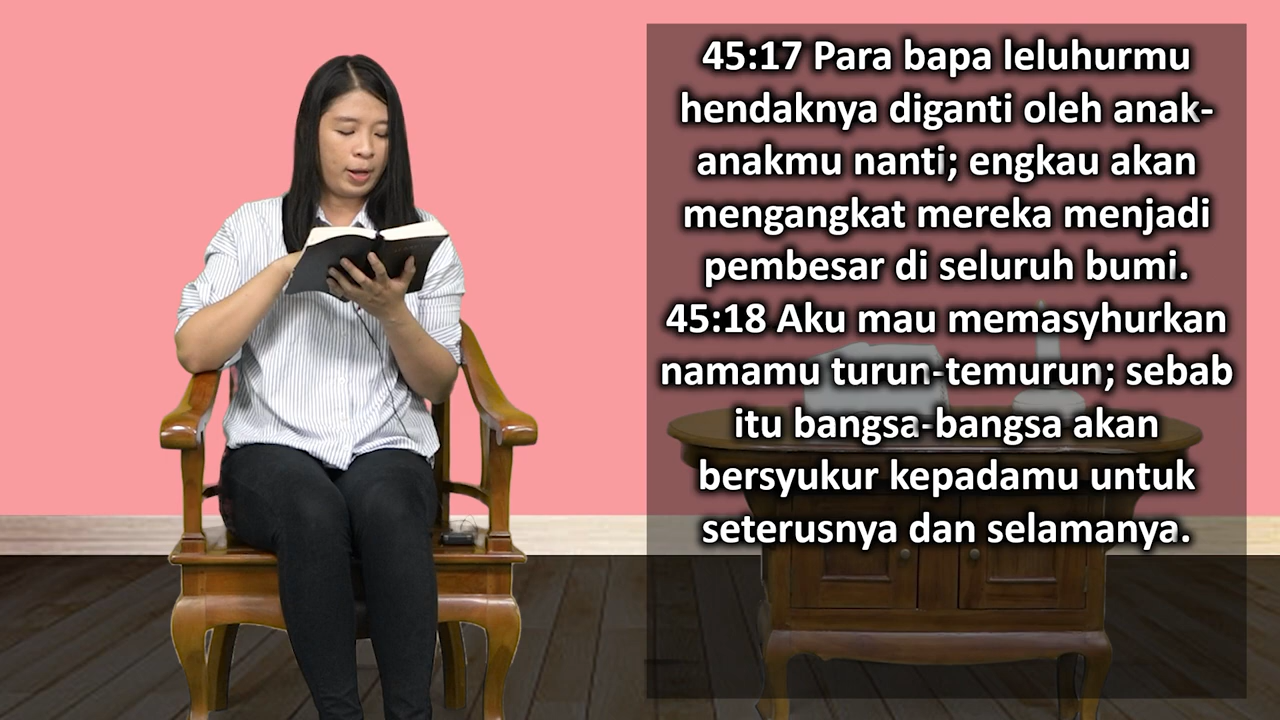 45:17 Para bapa leluhurmu
hendaknya diganti oleh anak-
anakmu nanti; engkau akan
mengangkat mereka menjadi
pembesar di seluruh bumi.
45:18 Aku mau memasyhurkan
namamu turun-temurun; sebab
itu bangsa-bangsa akan
bersyukur kepadamu untuk
seterusnya dan selamanya.